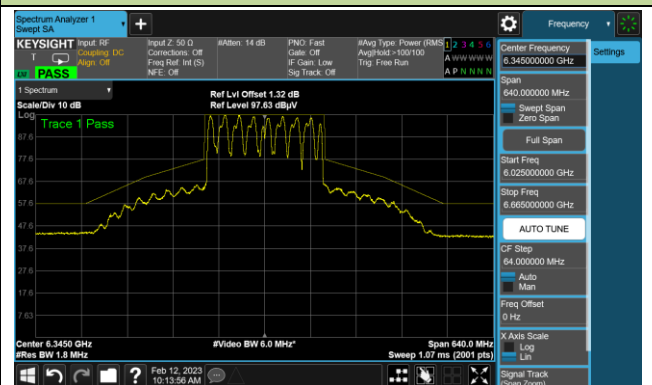 Spectrum Analyzer 1
Swept SA
Frequency
KEYSIGHT
Input: RF
Coupling: DC
Align: Off
PASS
Input Z: 50 Ω
Corrections: Off
Freq Ref: Int (S)
NFE: Off
#Atten: 14 dB
PNO: Fast
Gate: Off
IF Gain: Low
Sig Track: Off
#Avg Type: Power (RMS
Avg|Hold:>100/100
Trig: Free Run
1 2 3 4 5 6
A W W W W W
A P N N N N
Center Frequency
6.345000000 GHz
Settings
Span
640.000000 MHz
Swept Span
Zero Span
Full Span
Start Freq
6.025000000 GHz
Stop Freq
6.665000000 GHz
AUTO TUNE
CF Step
64.000000 MHz
Auto
Man
Freq Offset
0 Hz
X Axis Scale
Log
Lin
Signal Track
(Span Zoom)
1 Spectrum
Scale/Div 10 dB
Ref Lvl Offset 1.32 dB
Ref Level 97.63 dBµV
Log
Trace 1 Pass
87.6
77.6
67.6
57.6
47.6
37.6
27.6
17.6
7.63
Center 6.3450 GHz
#Res BW 1.8 MHz
#Video BW 6.0 MHz*
Span 640.0 MHz
Sweep 1.07 ms (2001 pts)
?
Feb 12, 2023
10:13:56 AM